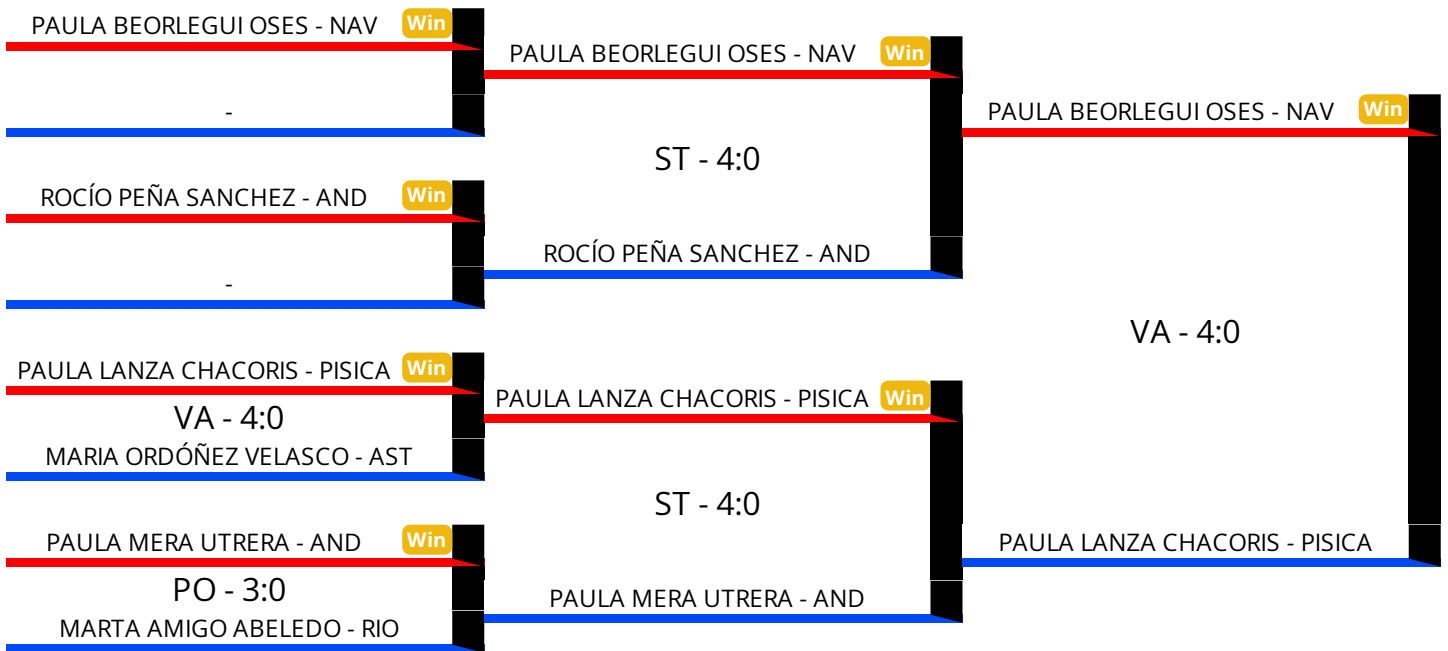 PAULA BEORLEGUI OSES - NAV Win
-
ROCÍO PEÑA SANCHEZ - AND Win
-
PAULA LANZA CHACORIS - PISICA Win
VA - 4:0
MARIA ORDÓÑEZ VELASCO - AST
PAULA MERA UTRERA - AND Win
PO - 3:0
MARTA AMIGO ABELEDO - RIO
PAULA BEORLEGUI OSES - NAV Win
ST - 4:0
ROCÍO PEÑA SANCHEZ - AND
PAULA LANZA CHACORIS - PISICA Win
ST - 4:0
PAULA MERA UTRERA - AND
PAULA BEORLEGUI OSES - NAV Win
VA - 4:0
PAULA LANZA CHACORIS - PISICA